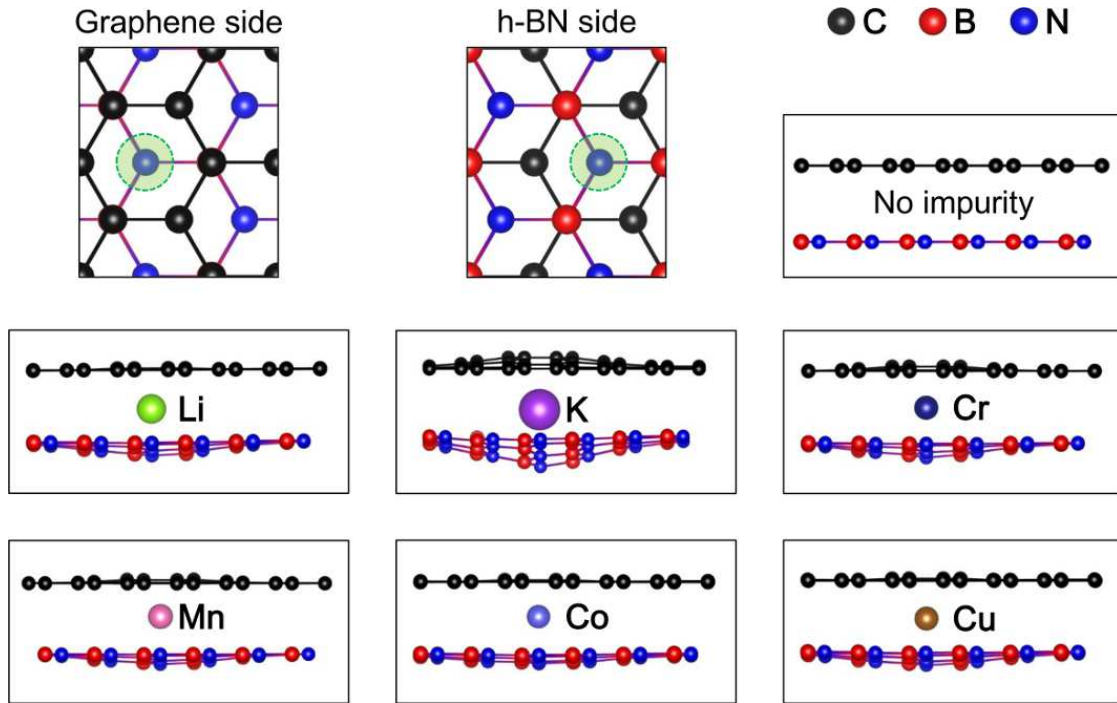 Graphene side
h-BN side
C B N
No impurity
Li
K
Cr
Mn
Co
Cu